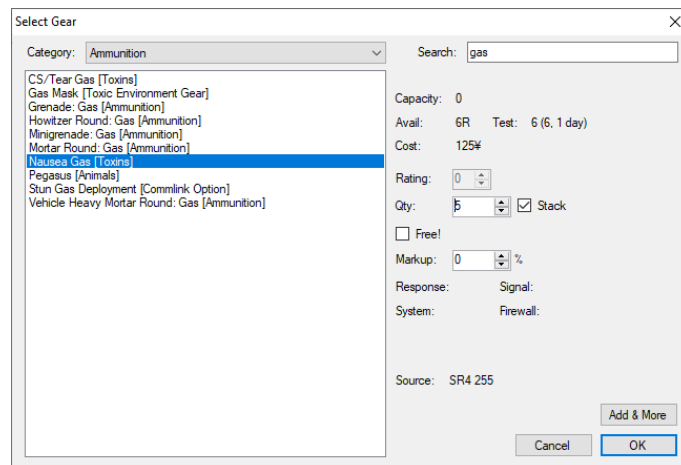 Select Gear
Category: Ammunition
Search: gas
CS/Tear Gas [Toxins]
Gas Mask [Toxic Environment Gear]
Grenade: Gas [Ammunition]
Howitzer Round: Gas [Ammunition]
Minigrenade: Gas [Ammunition]
Mortar Round: Gas [Ammunition]
Nausea Gas [Toxins]
Pegasus [Animals]
Stun Gas Deployment [Commlink Option]
Vehicle Heavy Mortar Round: Gas [Ammunition]
Capacity: 0
Avail: 6R Test: 6 (6, 1 day)
Cost: 125¥
Rating: 0
Qty: 5 Stack
Free!
Markup: 0 %
Response: Signal:
System: Firewall:
Source: SR4 255
Add & More
Cancel OK